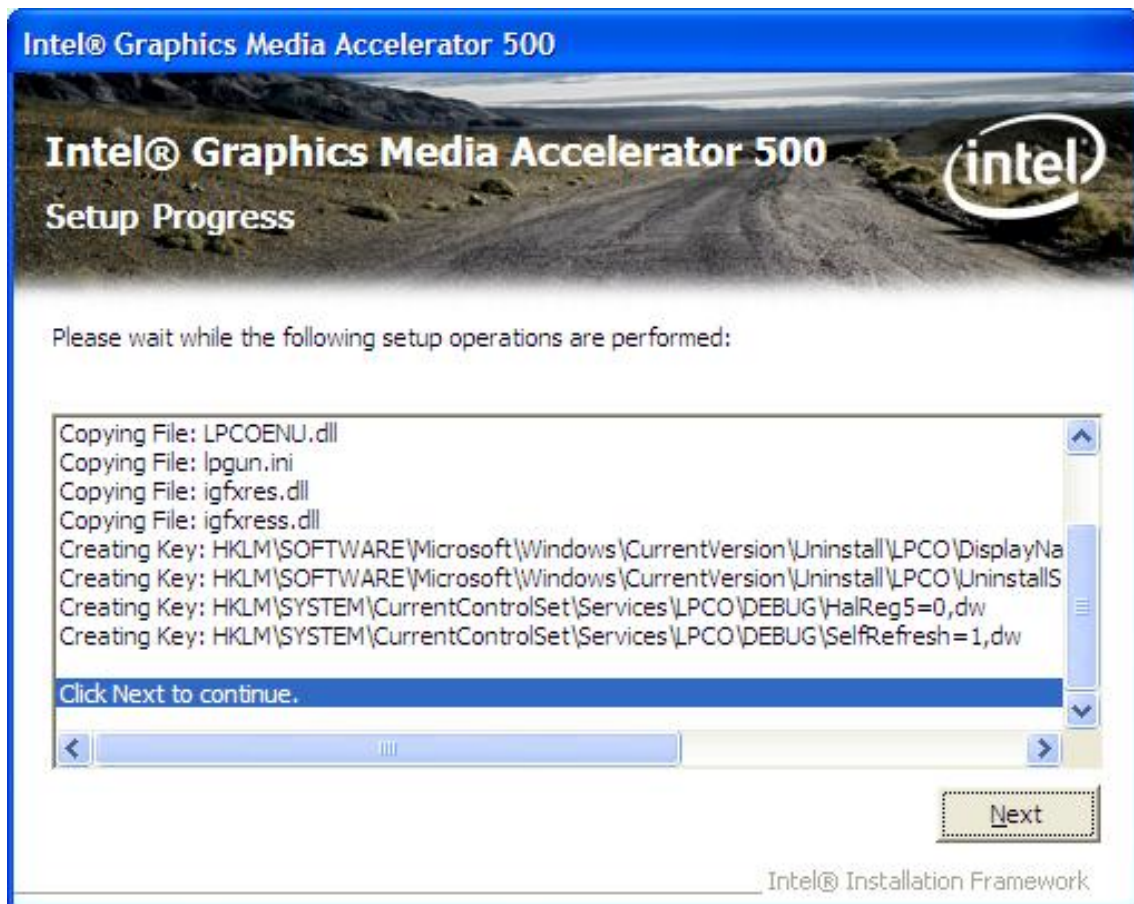 Intel® Graphics Media Accelerator 500
Intel® Graphics Media Accelerator 500
intel
Setup Progress
Please wait while the following setup operations are performed:
Copying File: LPCOENU.dll
Copying File: lpgun.ini
Copying File: igfxres.dll
Copying File: igfxress.dll
Creating Key: HKLM\SOFTWARE\Microsoft\Windows\CurrentVersion\Uninstall\LPCO\DisplayNa
Creating Key: HKLM\SOFTWARE\Microsoft\Windows\CurrentVersion\Uninstall\LPCO\UninstallS
Creating Key: HKLM\SYSTEM\CurrentControlSet\Services\LPCO\DEBUG\HalReg5=0,dw
Creating Key: HKLM\SYSTEM\CurrentControlSet\Services\LPCO\DEBUG\SelfRefresh=1,dw
Click Next to continue.
Next
Intel® Installation Framework